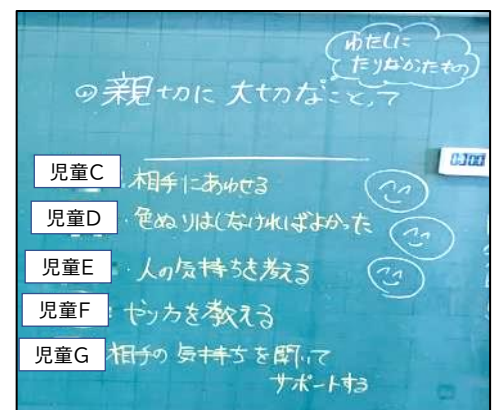 わたしに
たりなかったもの
の親切に大切なことって
0:00
児童C 相手にあわせる
児童D ・色ぬりはしなければよかった
児童E ・人の気持ちを考える
児童F ・やり方を教える
児童G 相手の気持ちを聞いて
サポートする